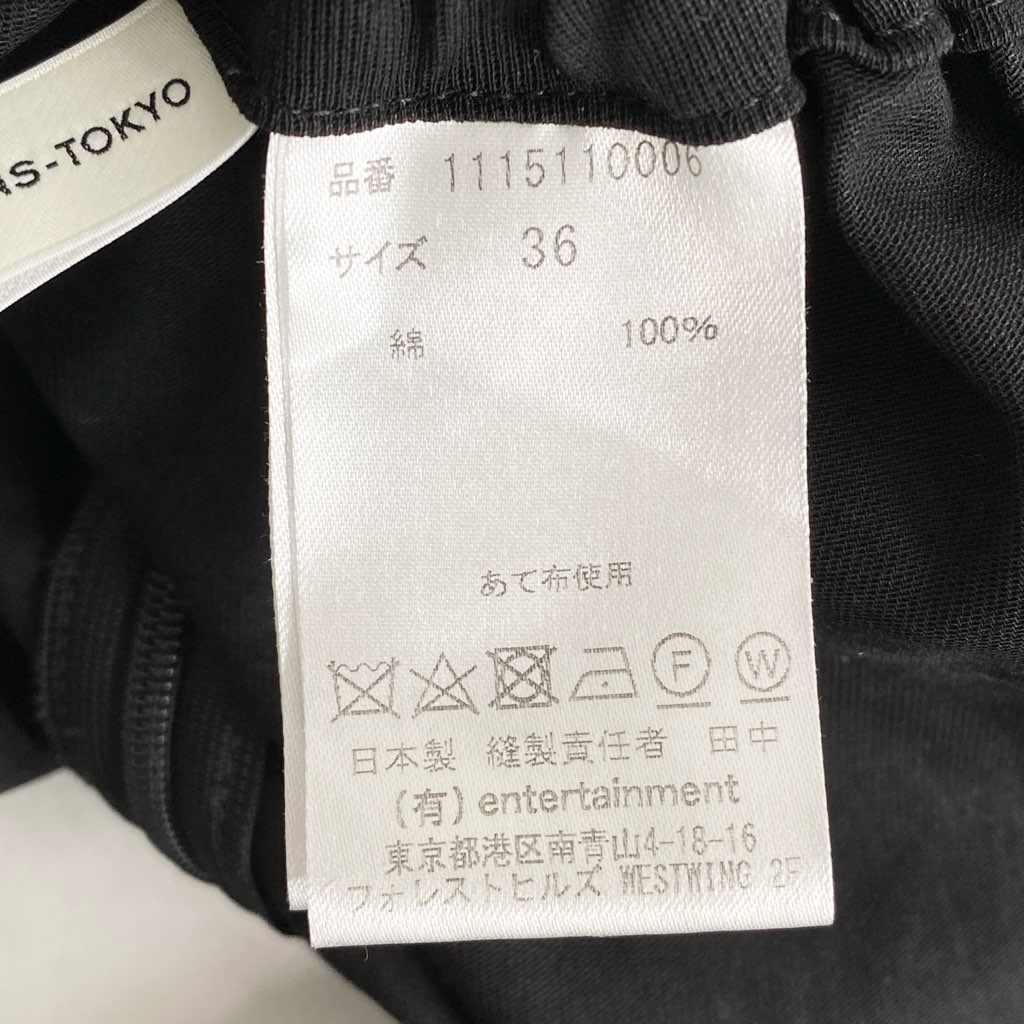 NS-TOKYO
品番 1115110006
サイズ 36
綿 100%
あて布使用
F W
日本製 縫製責任者 田中
(有) entertainment
東京都港区南青山4-18-16
フォレストヒルズ WESTWING 2F